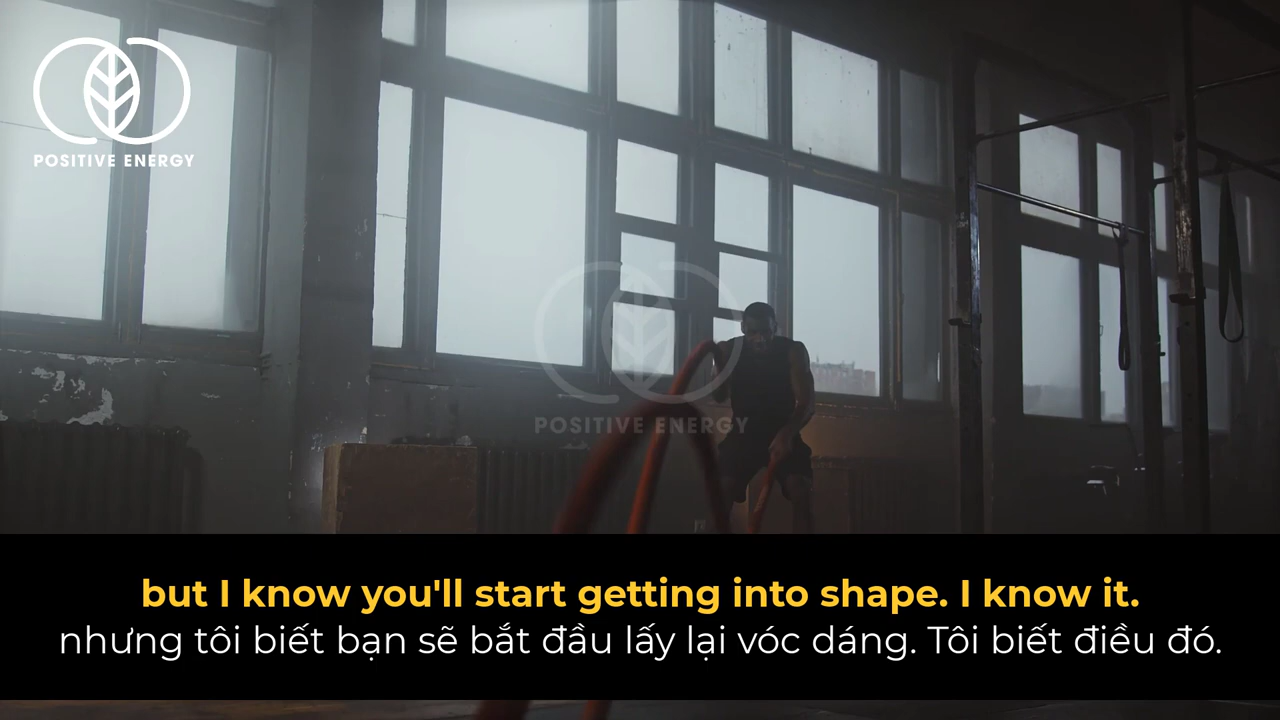 POSITIVE ENERGY
POSITIVE ENERGY
but I know you'll start getting into shape. I know it.
nhưng tôi biết bạn sẽ bắt đầu lấy lại vóc dáng. Tôi biết điều đó.